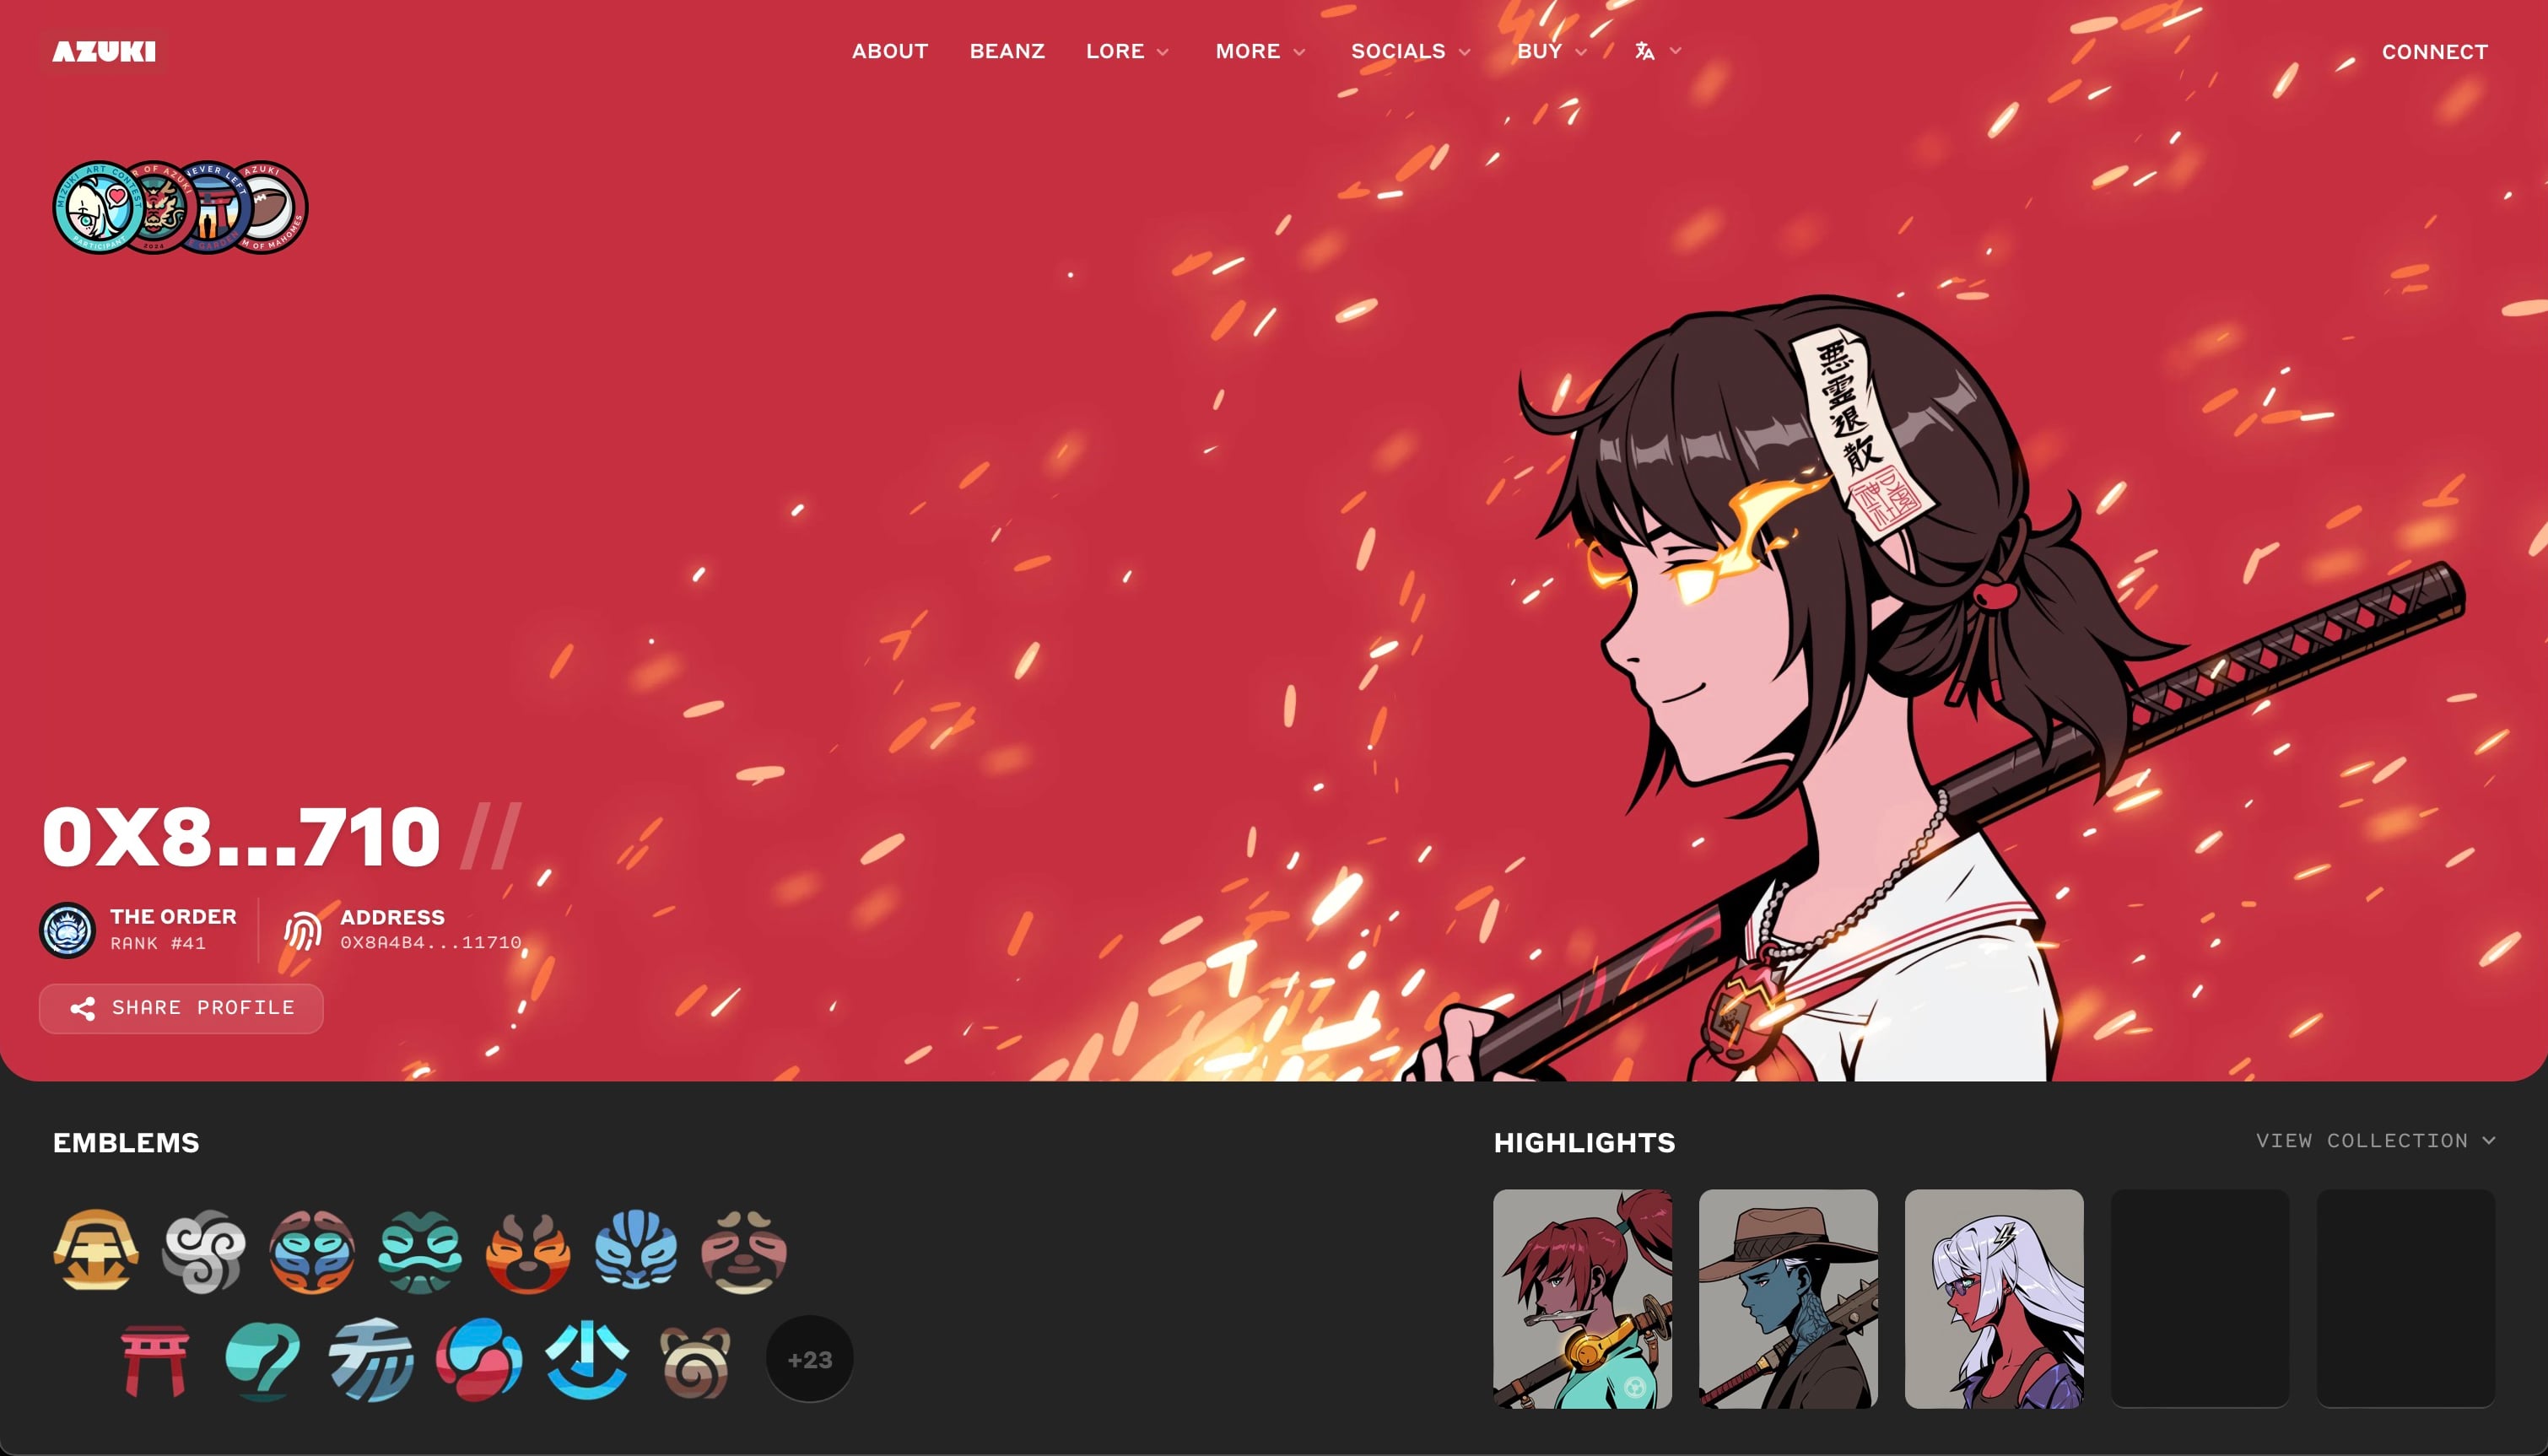 AZUKI
ABOUT
BEANZ
LORE
MORE
SOCIALS
BUY
CONNECT
MIZUKI ART CONTEST
PARTICIPANT
R OF AZUKI
2024
NEVER LEFT
E GARDEN
AZUKI
M OF MAHOMES
悪霊退散
0X8...710 //
THE ORDER
RANK #41
ADDRESS
0X8A4B4...11710
SHARE PROFILE
EMBLEMS
+23
HIGHLIGHTS
VIEW COLLECTION